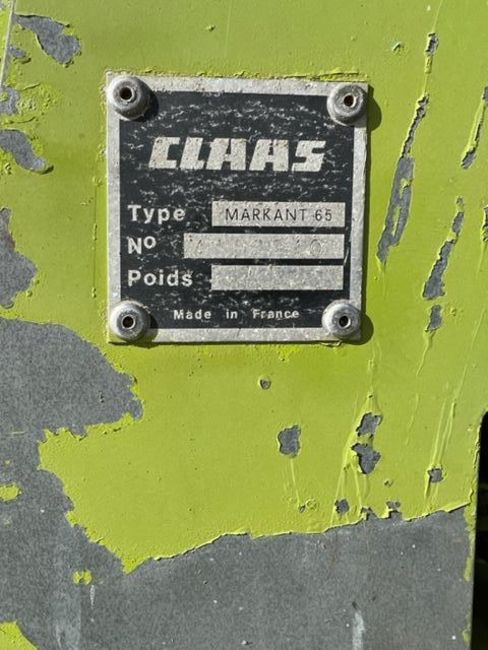 CLAAS
Type MARKANT 65
No
Poids
Made in France